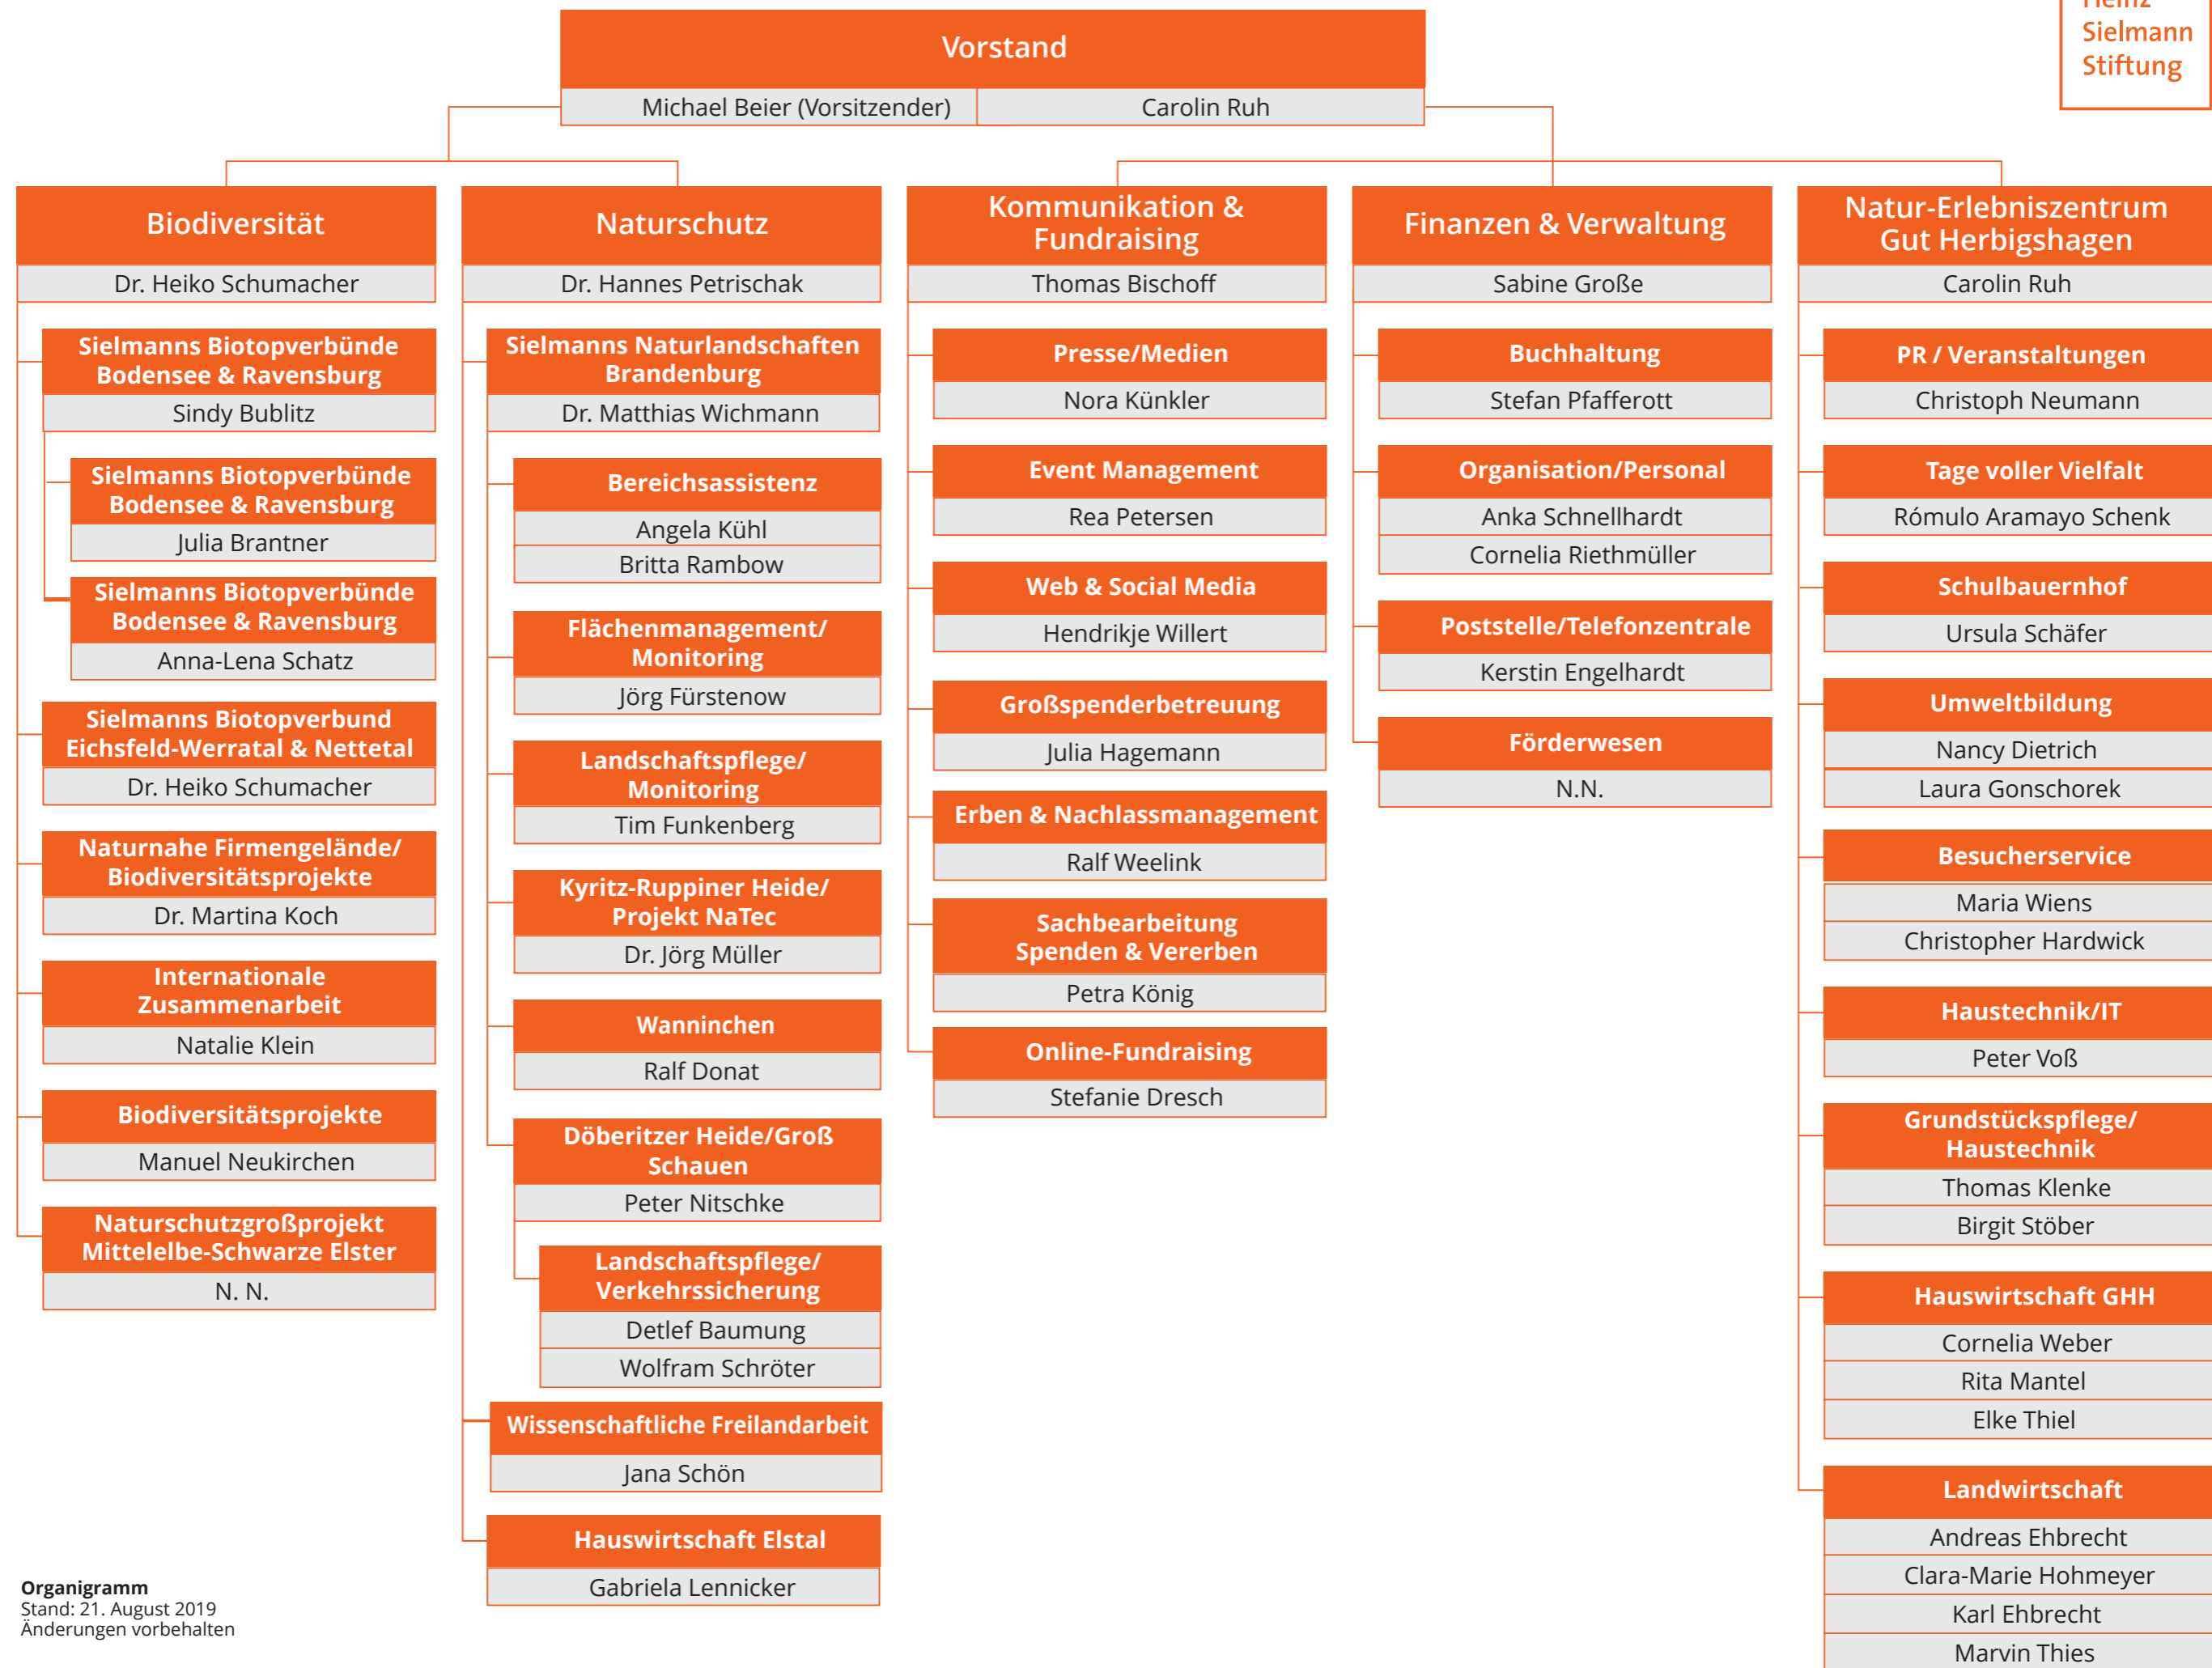 Heinz
Sielmann
Stiftung
Vorstand
Michael Beier (Vorsitzender)
Carolin Ruh
Biodiversität
Dr. Heiko Schumacher
Sielmanns Biotopverbünde
Bodensee & Ravensburg
Sindy Bublitz
Sielmanns Biotopverbünde
Bodensee & Ravensburg
Julia Brantner
Sielmanns Biotopverbünde
Bodensee & Ravensburg
Anna-Lena Schatz
Sielmanns Biotopverbund
Eichsfeld-Werratal & Nettetal
Dr. Heiko Schumacher
Naturnahe Firmengelände/
Biodiversitätsprojekte
Dr. Martina Koch
Internationale
Zusammenarbeit
Natalie Klein
Biodiversitätsprojekte
Manuel Neukirchen
Naturschutzgroßprojekt
Mittelelbe-Schwarze Elster
N. N.
Naturschutz
Dr. Hannes Petrischak
Sielmanns Naturlandschaften
Brandenburg
Dr. Matthias Wichmann
Bereichsassistenz
Angela Kühl
Britta Rambow
Flächenmanagement/
Monitoring
Jörg Fürstenow
Landschaftspflege/
Monitoring
Tim Funkenberg
Kyritz-Ruppiner Heide/
Projekt NaTec
Dr. Jörg Müller
Wanninchen
Ralf Donat
Döberitzer Heide/Groß
Schauen
Peter Nitschke
Landschaftspflege/
Verkehrssicherung
Detlef Baumung
Wolfram Schröter
Wissenschaftliche Freilandarbeit
Jana Schön
Hauswirtschaft Elstal
Gabriela Lennicker
Kommunikation &
Fundraising
Thomas Bischoff
Presse/Medien
Nora Künkler
Event Management
Rea Petersen
Web & Social Media
Hendrikje Willert
Großspenderbetreuung
Julia Hagemann
Erben & Nachlassmanagement
Ralf Weelink
Sachbearbeitung
Spenden & Vererben
Petra König
Online-Fundraising
Stefanie Dresch
Finanzen & Verwaltung
Sabine Große
Buchhaltung
Stefan Pfafferott
Organisation/Personal
Anka Schnellhardt
Cornelia Riethmüller
Poststelle/Telefonzentrale
Kerstin Engelhardt
Förderwesen
N.N.
Natur-Erlebniszentrum
Gut Herbigshagen
Carolin Ruh
PR / Veranstaltungen
Christoph Neumann
Tage voller Vielfalt
Rómulo Aramayo Schenk
Schulbauernhof
Ursula Schäfer
Umweltbildung
Nancy Dietrich
Laura Gonschorek
Besucherservice
Maria Wiens
Christopher Hardwick
Haustechnik/IT
Peter Voß
Grundstückspflege/
Haustechnik
Thomas Klenke
Birgit Stöber
Hauswirtschaft GHH
Cornelia Weber
Rita Mantel
Elke Thiel
Landwirtschaft
Andreas Ehbrecht
Clara-Marie Hohmeyer
Karl Ehbrecht
Marvin Thies
Organigramm
Stand: 21. August 2019
Änderungen vorbehalten